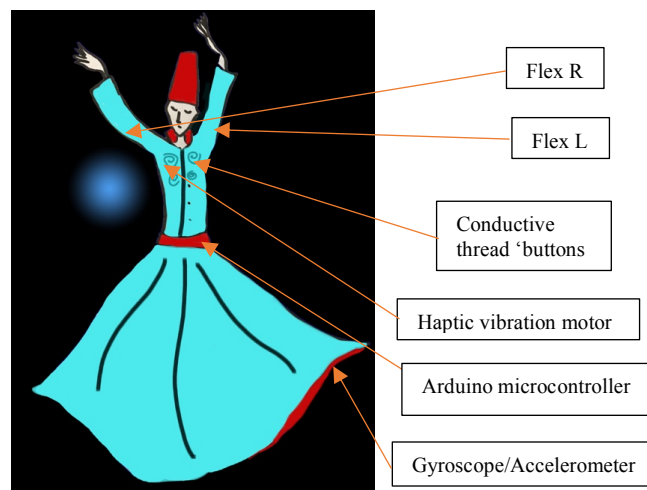 Flex R
Flex L
Conductive
thread ‘buttons
Haptic vibration motor
Arduino microcontroller
Gyroscope/Accelerometer